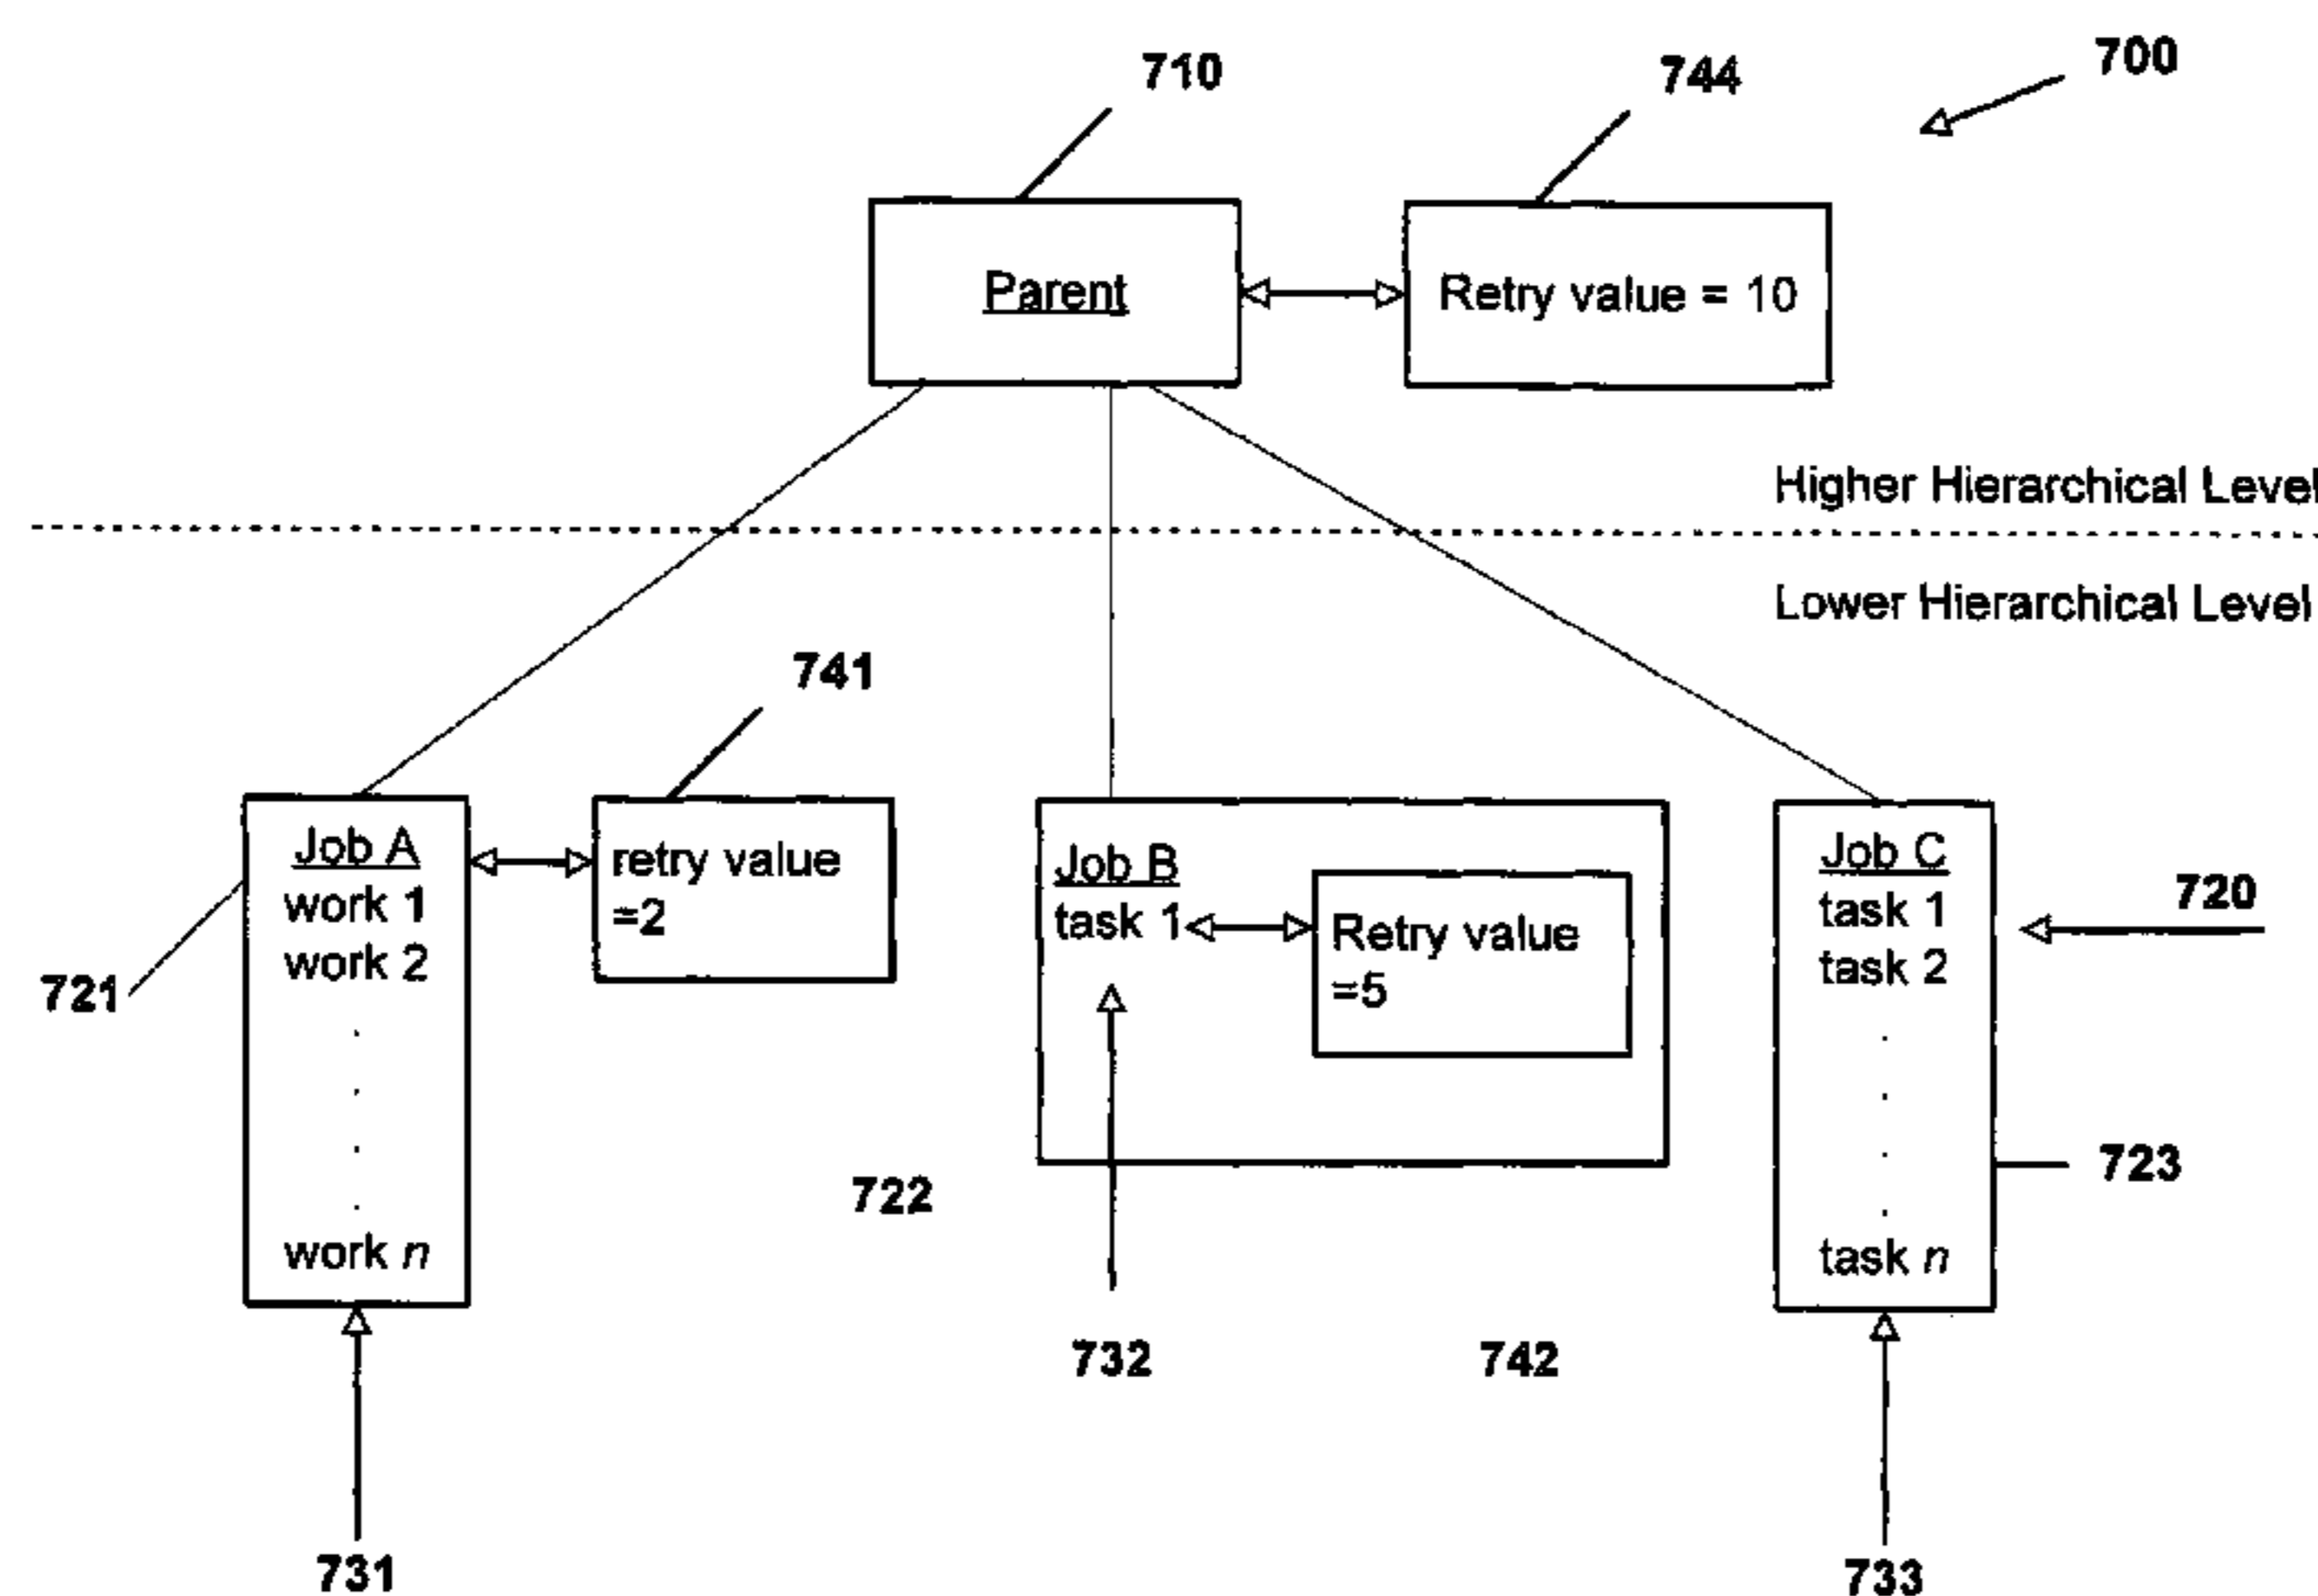 710
744
700
Parent
Retry value = 10
Higher Hierarchical Level
Lower Hierarchical Level
741
Job A
work 1
work 2
.
.
.
.
work n
retry value
=2
721
Job B
task 1
Retry value
=5
722
732
742
Job C
task 1
task 2
.
.
.
.
task n
720
723
731
733